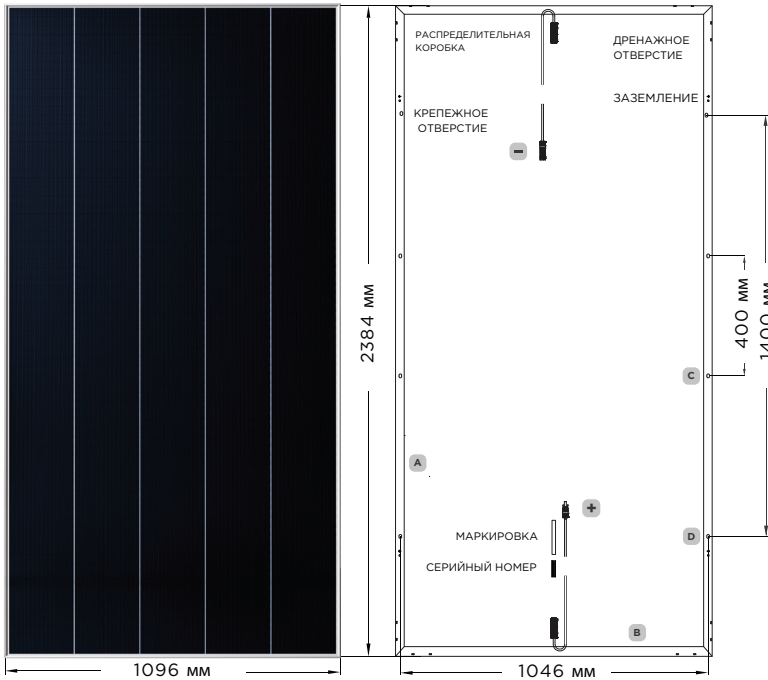 РАСПРЕДЕЛИТЕЛЬНАЯ
КОРОБКА
ДРЕНАЖНОЕ
ОТВЕРСТИЕ
ЗАЗЕМЛЕНИЕ
КРЕПЕЖНОЕ
ОТВЕРСТИЕ
−
2384 мм
400 мм
1400 мм
C
A
+
МАРКИРОВКА
D
СЕРИЙНЫЙ НОМЕР
B
1096 мм
1046 мм